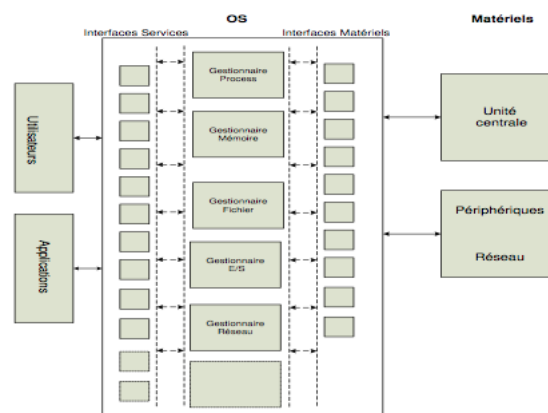 OS
Matériels
Interfaces Services
Interfaces Matériels
Utilisateurs
Applications
Gestionnaire
Process
Gestionnaire
Mémoire
Gestionnaire
Fichier
Gestionnaire
E/S
Gestionnaire
Réseau
Unité
centrale
Périphériques
Réseau